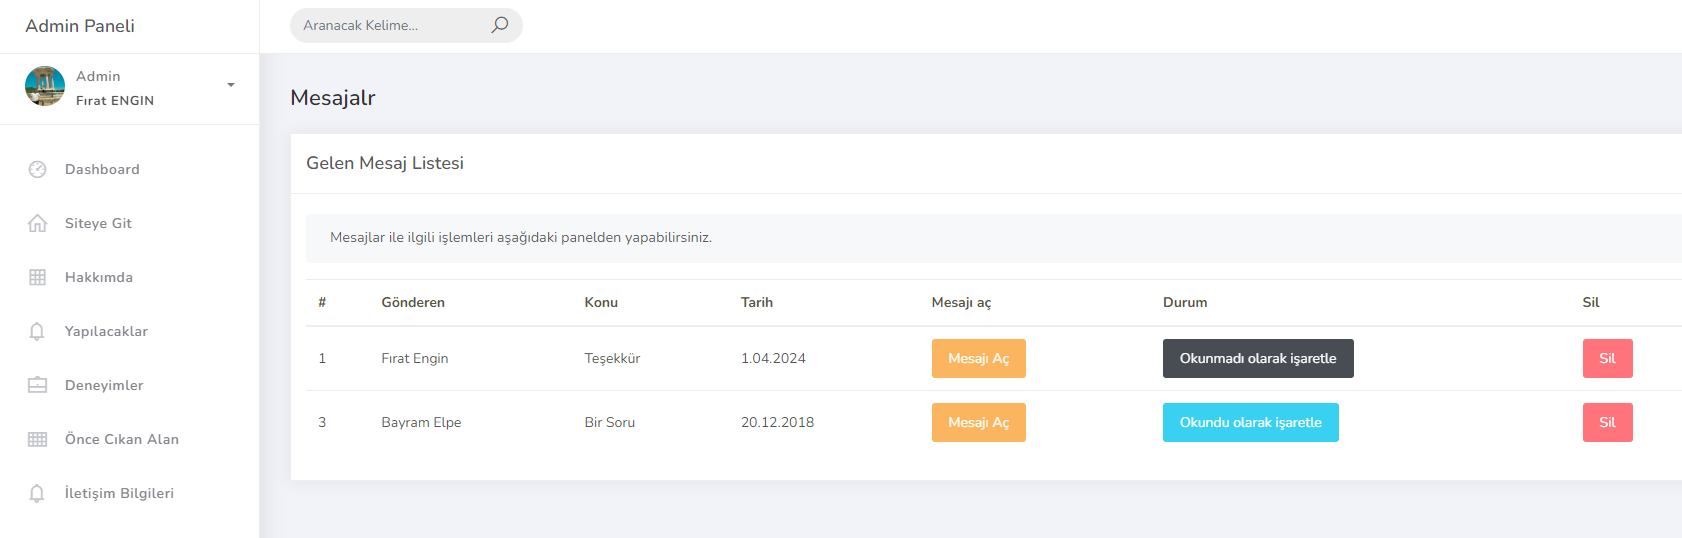 Admin Paneli
Aranacak Kelime...
Admin
Fırat ENGIN
Dashboard
Siteye Git
Hakkımda
Yapılacaklar
Deneyimler
Önce Cıkan Alan
İletişim Bilgileri
Mesajalr
Gelen Mesaj Listesi
Mesajlar ile ilgili işlemleri aşağıdaki panelden yapabilirsiniz.
# Gönderen Konu Tarih Mesajı aç Durum Sil
1 Fırat Engin Teşekkür 1.04.2024 Mesajı Aç Okunmadı olarak işaretle Sil
3 Bayram Elpe Bir Soru 20.12.2018 Mesajı Aç Okundu olarak işaretle Sil